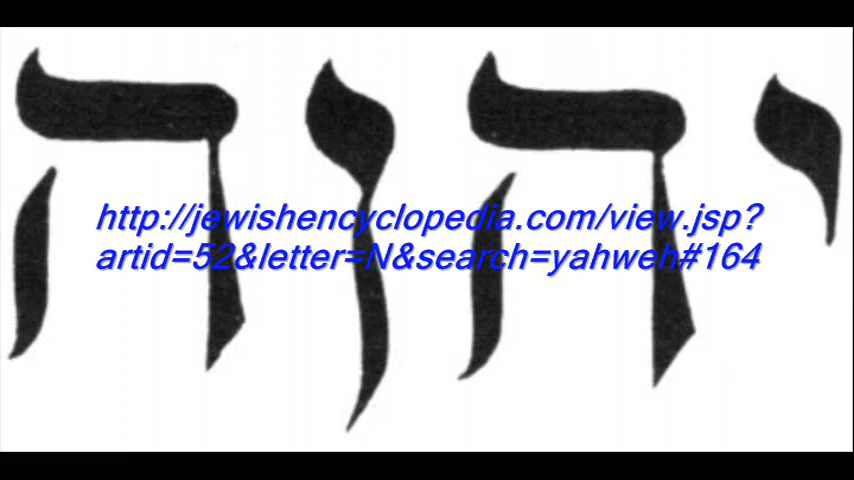 יהוה
http://jewishencyclopedia.com/view.jsp?
artid=52&letter=N&search=yahweh#164